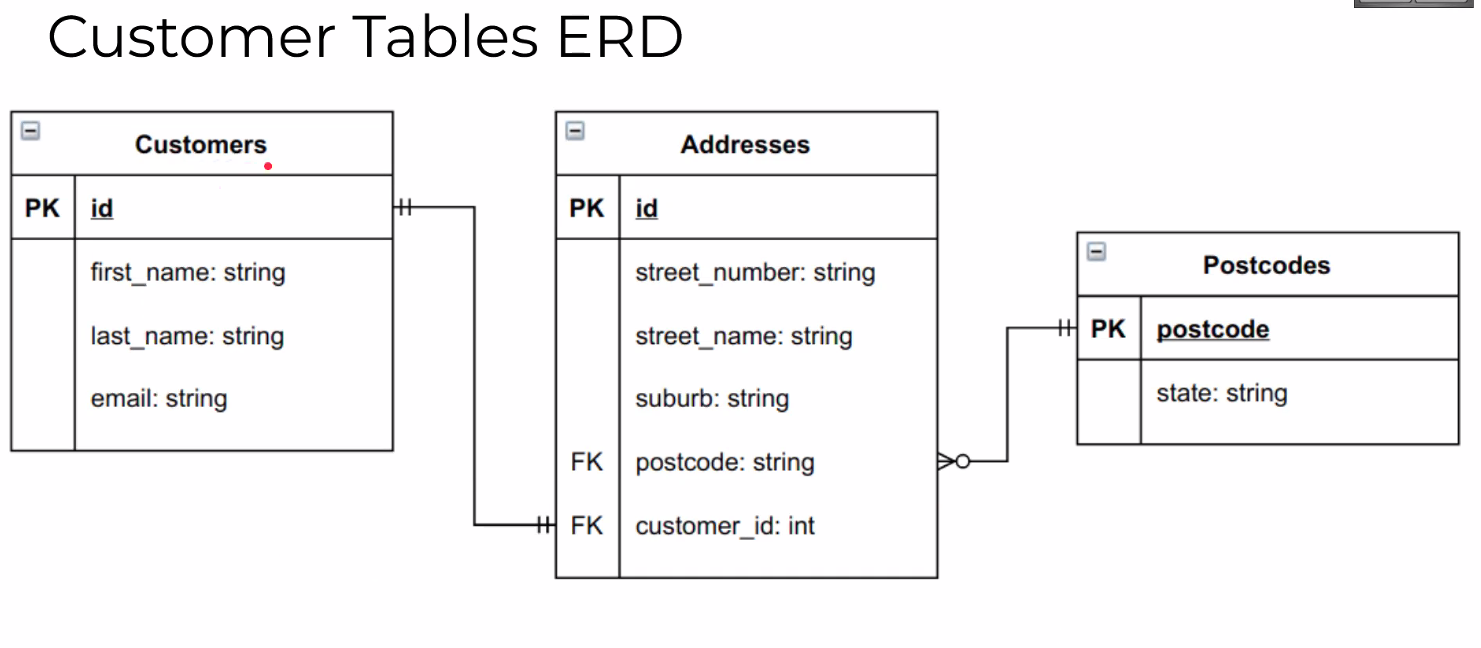 Customer Tables ERD
Customers
PK id
first_name: string
last_name: string
email: string
Addresses
PK id
street_number: string
street_name: string
suburb: string
FK postcode: string
FK customer_id: int
Postcodes
PK postcode
state: string